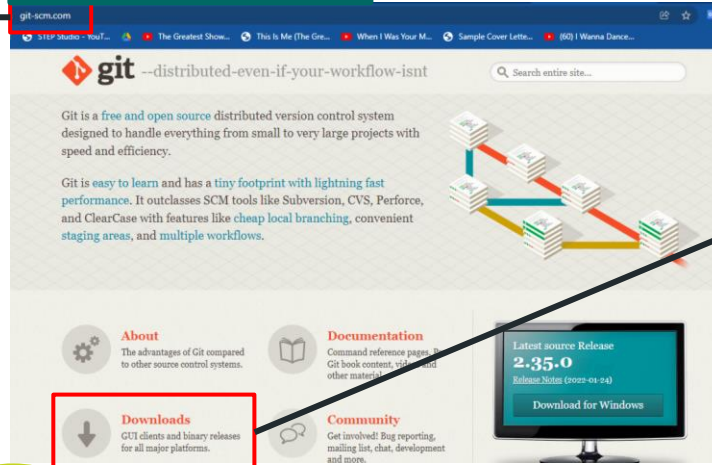 git-scm.com
STEP Studio - YouT...
The Greatest Show...
This Is Me (The Gre...
When I Was Your M...
Sample Cover Lette...
(60) I Wanna Dance...
git --distributed-even-if-your-workflow-isnt
Search entire site...
Git is a free and open source distributed version control system
designed to handle everything from small to very large projects with
speed and efficiency.
Git is easy to learn and has a tiny footprint with lightning fast
performance. It outclasses SCM tools like Subversion, CVS, Perforce,
and ClearCase with features like cheap local branching, convenient
staging areas, and multiple workflows.
About
The advantages of Git compared
to other source control systems.
Documentation
Command reference pages,
Git book content, videos and
other material
Downloads
GUI clients and binary releases
for all major platforms.
Community
Get involved! Bug reporting,
mailing list, chat, development
and more.
Latest source Release
2.35.0
Release Notes (2022-01-24)
Download for Windows